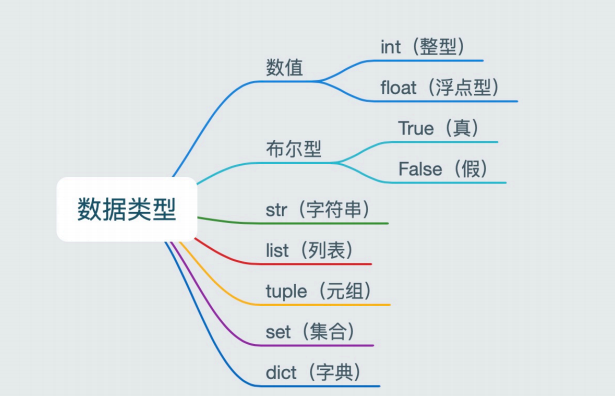 数据类型
数值
int（整型）
float（浮点型）
布尔型
True（真）
False（假）
str（字符串）
list（列表）
tuple（元组）
set（集合）
dict（字典）